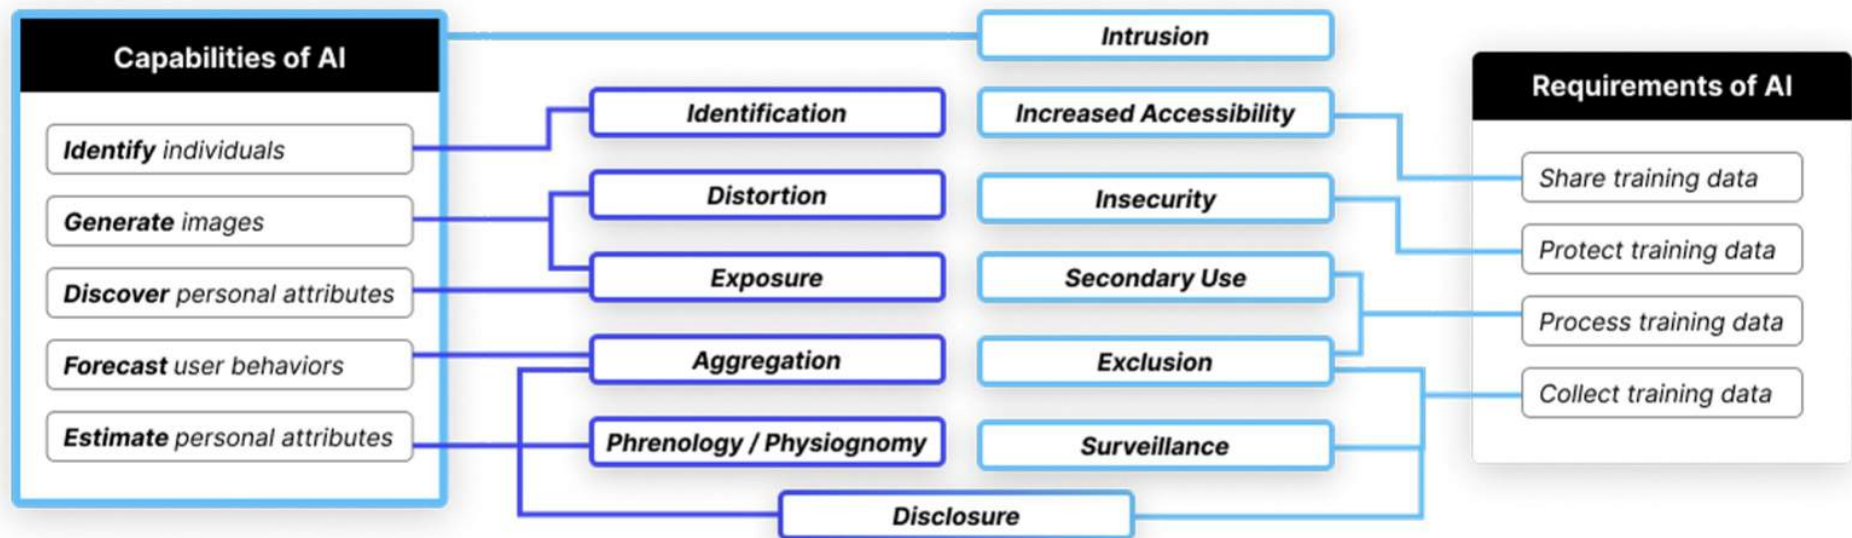 Capabilities of AI
Identify individuals
Generate images
Discover personal attributes
Forecast user behaviors
Estimate personal attributes
Identification
Distortion
Exposure
Aggregation
Phrenology / Physiognomy
Disclosure
Intrusion
Increased Accessibility
Insecurity
Secondary Use
Exclusion
Surveillance
Requirements of AI
Share training data
Protect training data
Process training data
Collect training data